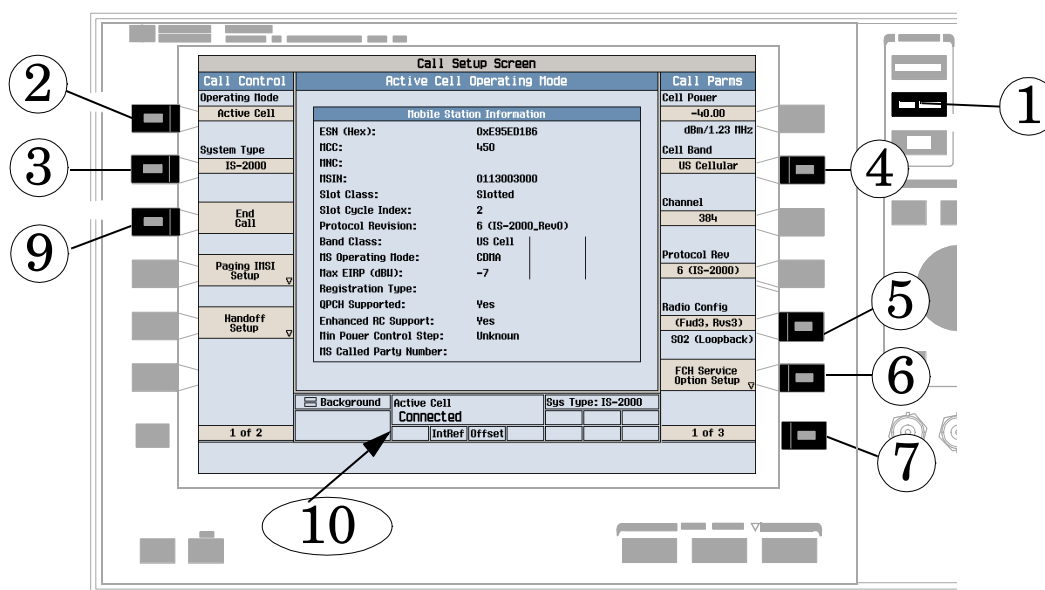 Call Setup Screen
Call Control
Active Cell Operating Mode
Call Parms
Operating Mode
Active Cell
System Type
IS-2000
End
Call
Paging IMSI
Setup
Handoff
Setup
1 of 2
Mobile Station Information
ESN (Hex): 0xE95ED1B6
MCC: 450
MNC:
MSIN: 0113003000
Slot Class: Slotted
Slot Cycle Index: 2
Protocol Revision: 6 (IS-2000_Rev0)
Band Class: US Cell
MS Operating Mode: CDMA
Max EIRP (dBW): -7
Registration Type:
QPCH Supported: Yes
Enhanced RC Support: Yes
Min Power Control Step: Unknown
MS Called Party Number:
Background
Active Cell
Connected
Sys Type: IS-2000
IntRef
Offset
Cell Power
-40.00
dBm/1.23 MHz
Cell Band
US Cellular
Channel
384
Protocol Rev
6 (IS-2000)
Radio Config
(Fwd3, Rvs3)
SO2 (Loopback)
FCH Service
Option Setup
1 of 3
2
3
9
10
1
4
5
6
7